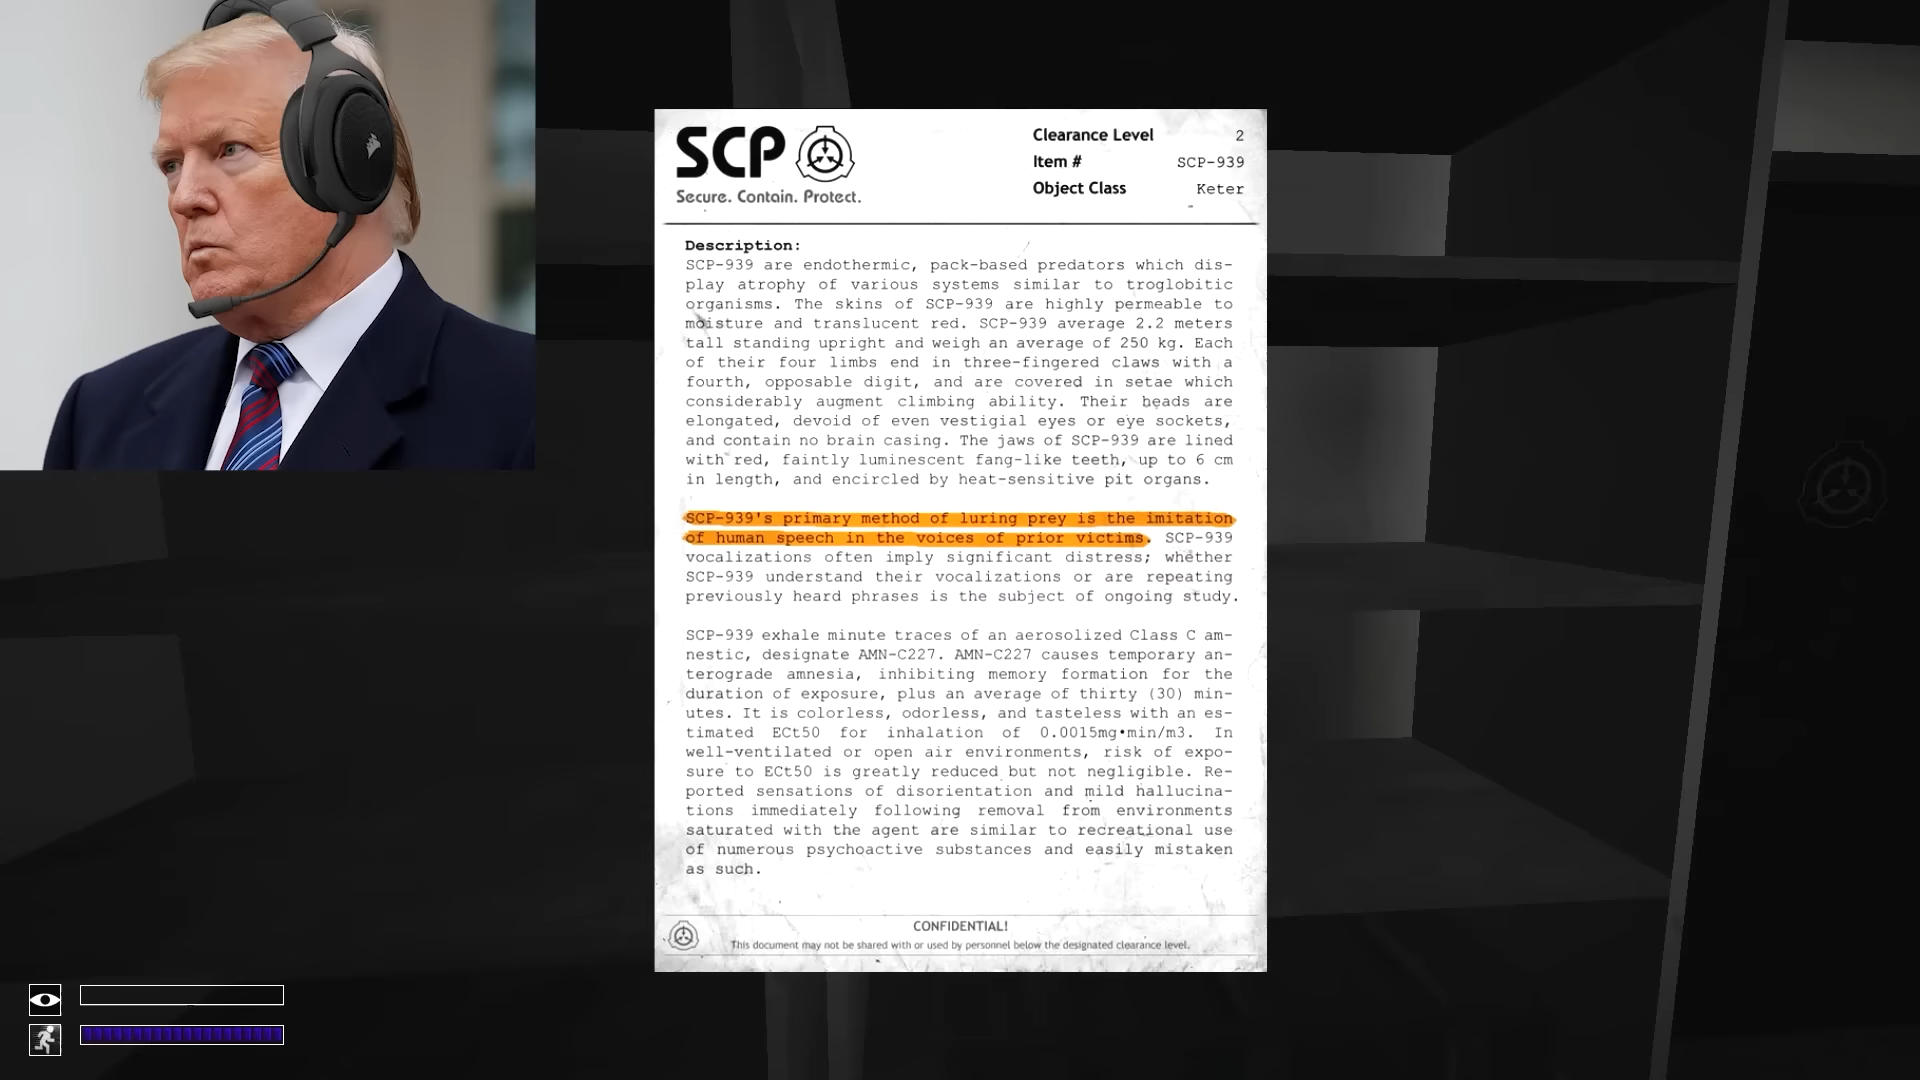 SCP
Secure. Contain. Protect.
Clearance Level 2
Item # SCP-939
Object Class Keter
Description:
SCP-939 are endothermic, pack-based predators which dis-
play atrophy of various systems similar to troglobitic
organisms. The skins of SCP-939 are highly permeable to
moisture and translucent red. SCP-939 average 2.2 meters
tall standing upright and weigh an average of 250 kg. Each
of their four limbs end in three-fingered claws with a
fourth, opposable digit, and are covered in setae which
considerably augment climbing ability. Their heads are
elongated, devoid of even vestigial eyes or eye sockets,
and contain no brain casing. The jaws of SCP-939 are lined
with red, faintly luminescent fang-like teeth, up to 6 cm
in length, and encircled by heat-sensitive pit organs.
SCP-939's primary method of luring prey is the imitation
of human speech in the voices of prior victims. SCP-939
vocalizations often imply significant distress; whether
SCP-939 understand their vocalizations or are repeating
previously heard phrases is the subject of ongoing study.
SCP-939 exhale minute traces of an aerosolized Class C am-
nestic, designate AMN-C227. AMN-C227 causes temporary an-
terograde amnesia, inhibiting memory formation for the
duration of exposure, plus an average of thirty (30) min-
utes. It is colorless, odorless, and tasteless with an es-
timated ECt50 for inhalation of 0.0015mg•min/m3. In
well-ventilated or open air environments, risk of expo-
sure to ECt50 is greatly reduced but not negligible. Re-
ported sensations of disorientation and mild hallucina-
tions immediately following removal from environments
saturated with the agent are similar to recreational use
of numerous psychoactive substances and easily mistaken
as such.
CONFIDENTIAL!
This document may not be shared with or used by personnel below the designated clearance level.